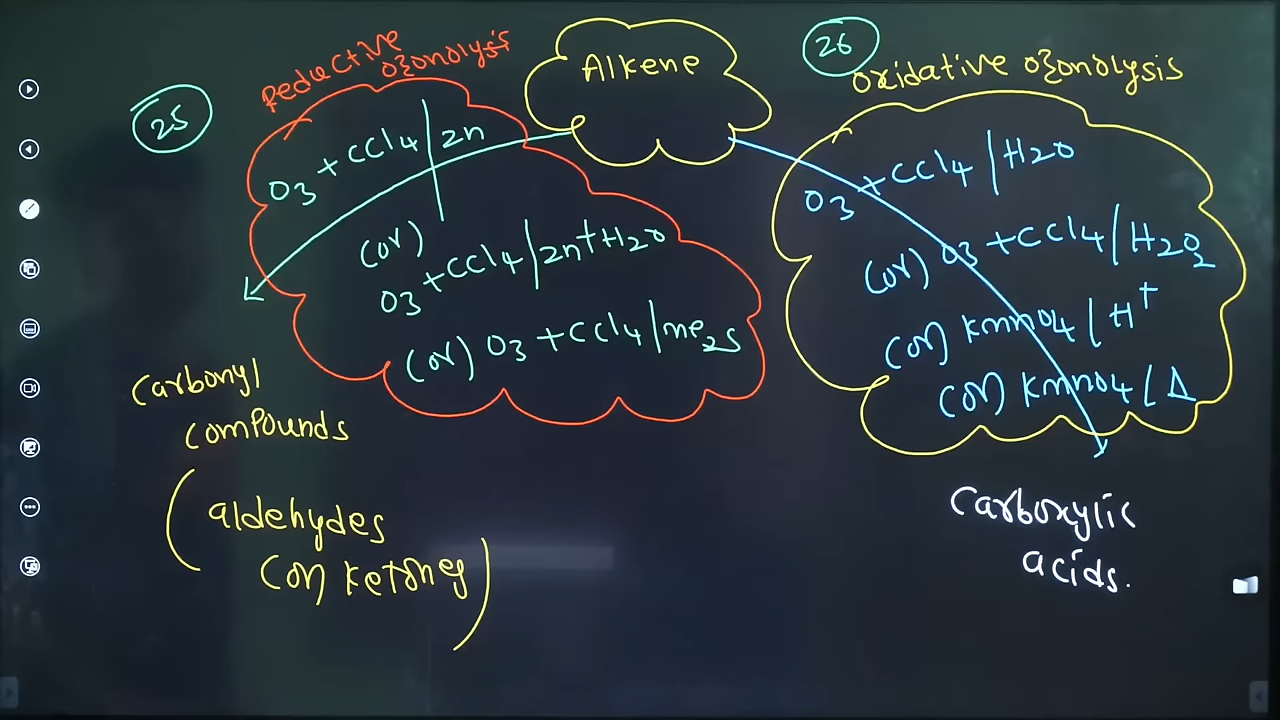 Alkene
25
Reductive
ozonolysis
O3 + CCl4 / Zn
(or)
O3 + CCl4 / Zn + H2O
(or) O3 + CCl4 / me2S
Carbonyl
compounds
(aldehydes
(or) ketones)
26
oxidative ozonolysis
O3 + CCl4 / H2O
(or) O3 + CCl4 / H2O2
(or) kmno4 / H+
(or) kmno4 / Δ
Carboxylic
acids.